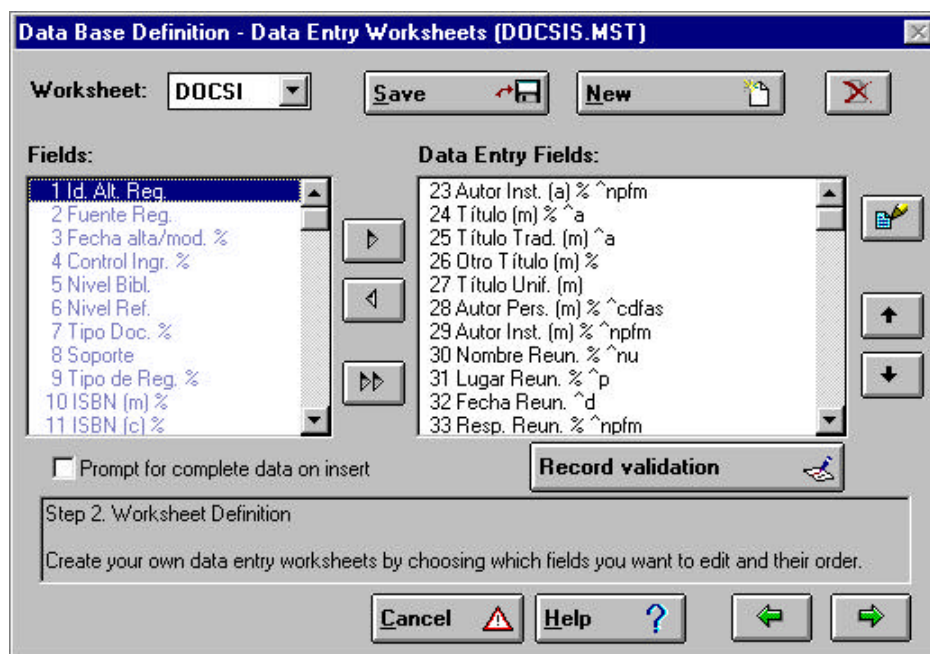 Data Base Definition - Data Entry Worksheets (DOCSIS.MST)
Worksheet: DOCSI Save New
Fields:
1 Id. Alt. Reg.
2 Fuente Reg.
3 Fecha alta/mod. %
4 Control Ingr. %
5 Nivel Bibl.
6 Nivel Ref.
7 Tipo Doc. %
8 Soporte
9 Tipo de Reg. %
10 ISBN (m) %
11 ISBN (c) %
Data Entry Fields:
23 Autor Inst. (a) % ^npfm
24 Título (m) % ^a
25 Título Trad. (m) ^a
26 Otro Título (m) %
27 Título Unif. (m)
28 Autor Pers. (m) % ^cdfas
29 Autor Inst. (m) % ^npfm
30 Nombre Reun. % ^nu
31 Lugar Reun. % ^p
32 Fecha Reun. ^d
33 Resp. Reun. % ^npfm
Prompt for complete data on insert
Record validation
Step 2. Worksheet Definition
Create your own data entry worksheets by choosing which fields you want to edit and their order.
Cancel Help ?